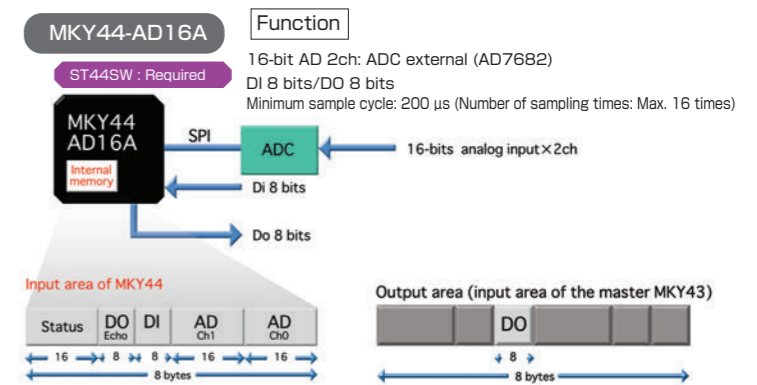 MKY44-AD16A
Function
ST44SW : Required
16-bit AD 2ch: ADC external (AD7682)
DI 8 bits/DO 8 bits
Minimum sample cycle: 200 μs (Number of sampling times: Max. 16 times)
MKY44
AD16A
Internal
memory
SPI
ADC
16-bits analog input×2ch
Di 8 bits
Do 8 bits
Input area of MKY44
Status
DO
Echo
DI
AD
Ch1
AD
Ch0
16 8 8 16 16
8 bytes
Output area (input area of the master MKY43)
DO
8
8 bytes